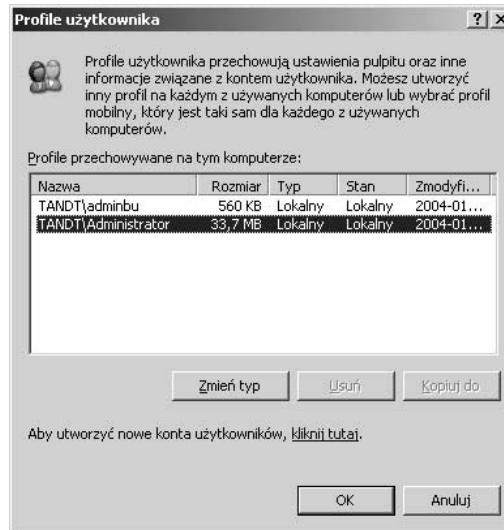 Profile użytkownika
Profile użytkownika przechowują ustawienia pulpitu oraz inne
informacje związane z kontem użytkownika. Możesz utworzyć
inny profil na każdym z używanych komputerów lub wybrać profil
mobilny, który jest taki sam dla każdego z używanych
komputerów.
Profile przechowywane na tym komputerze:
Nazwa Rozmiar Typ Stan Zmodyfi...
TANDT\adminbu 560 KB Lokalny Lokalny 2004-01...
TANDT\Administrator 33,7 MB Lokalny Lokalny 2004-01...
Zmień typ Usuń Kopiuj do
Aby utworzyć nowe konta użytkowników, kliknij tutaj.
OK Anuluj